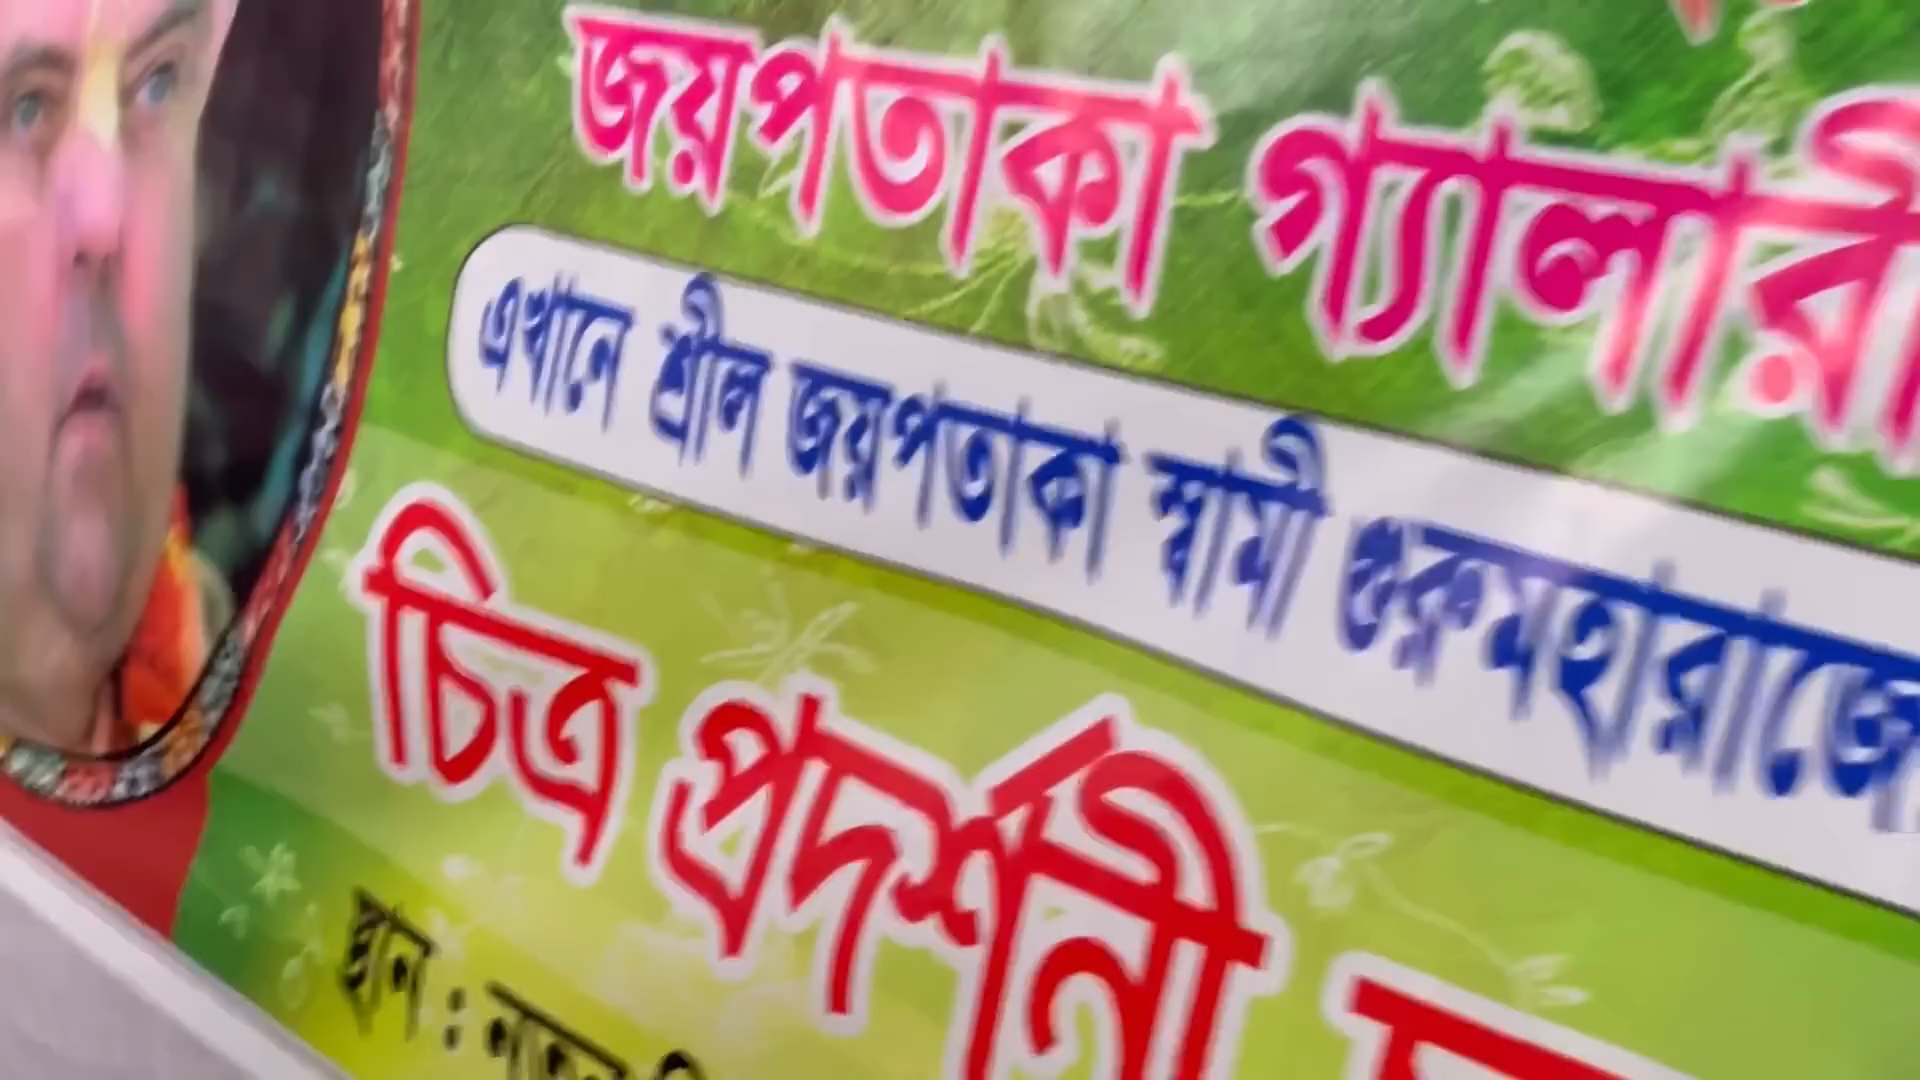 জয়পতাকা গ্যালারী
এখানে শ্রীল জয়পতাকা স্বামী গুরুমহারাজে
চিত্র প্রদর্শনী
স্থান :